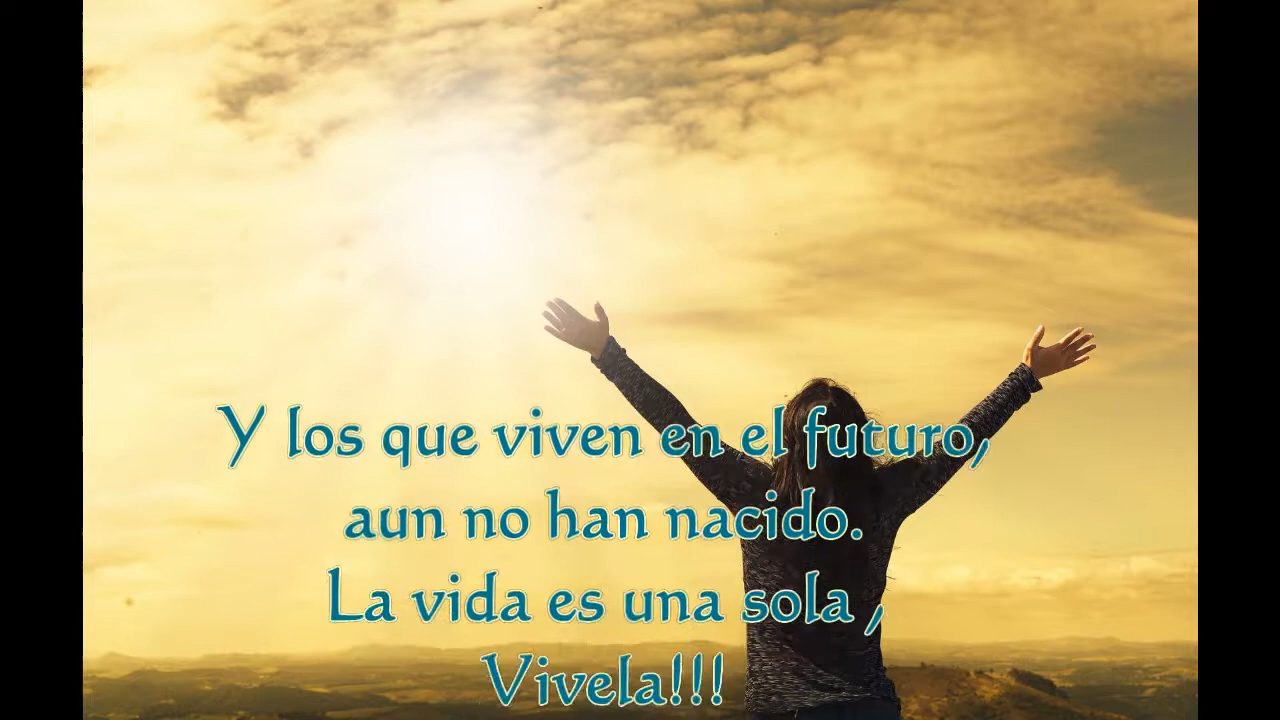 Y los que viven en el futuro,
aun no han nacido.
La vida es una sola ,
Vivela!!!